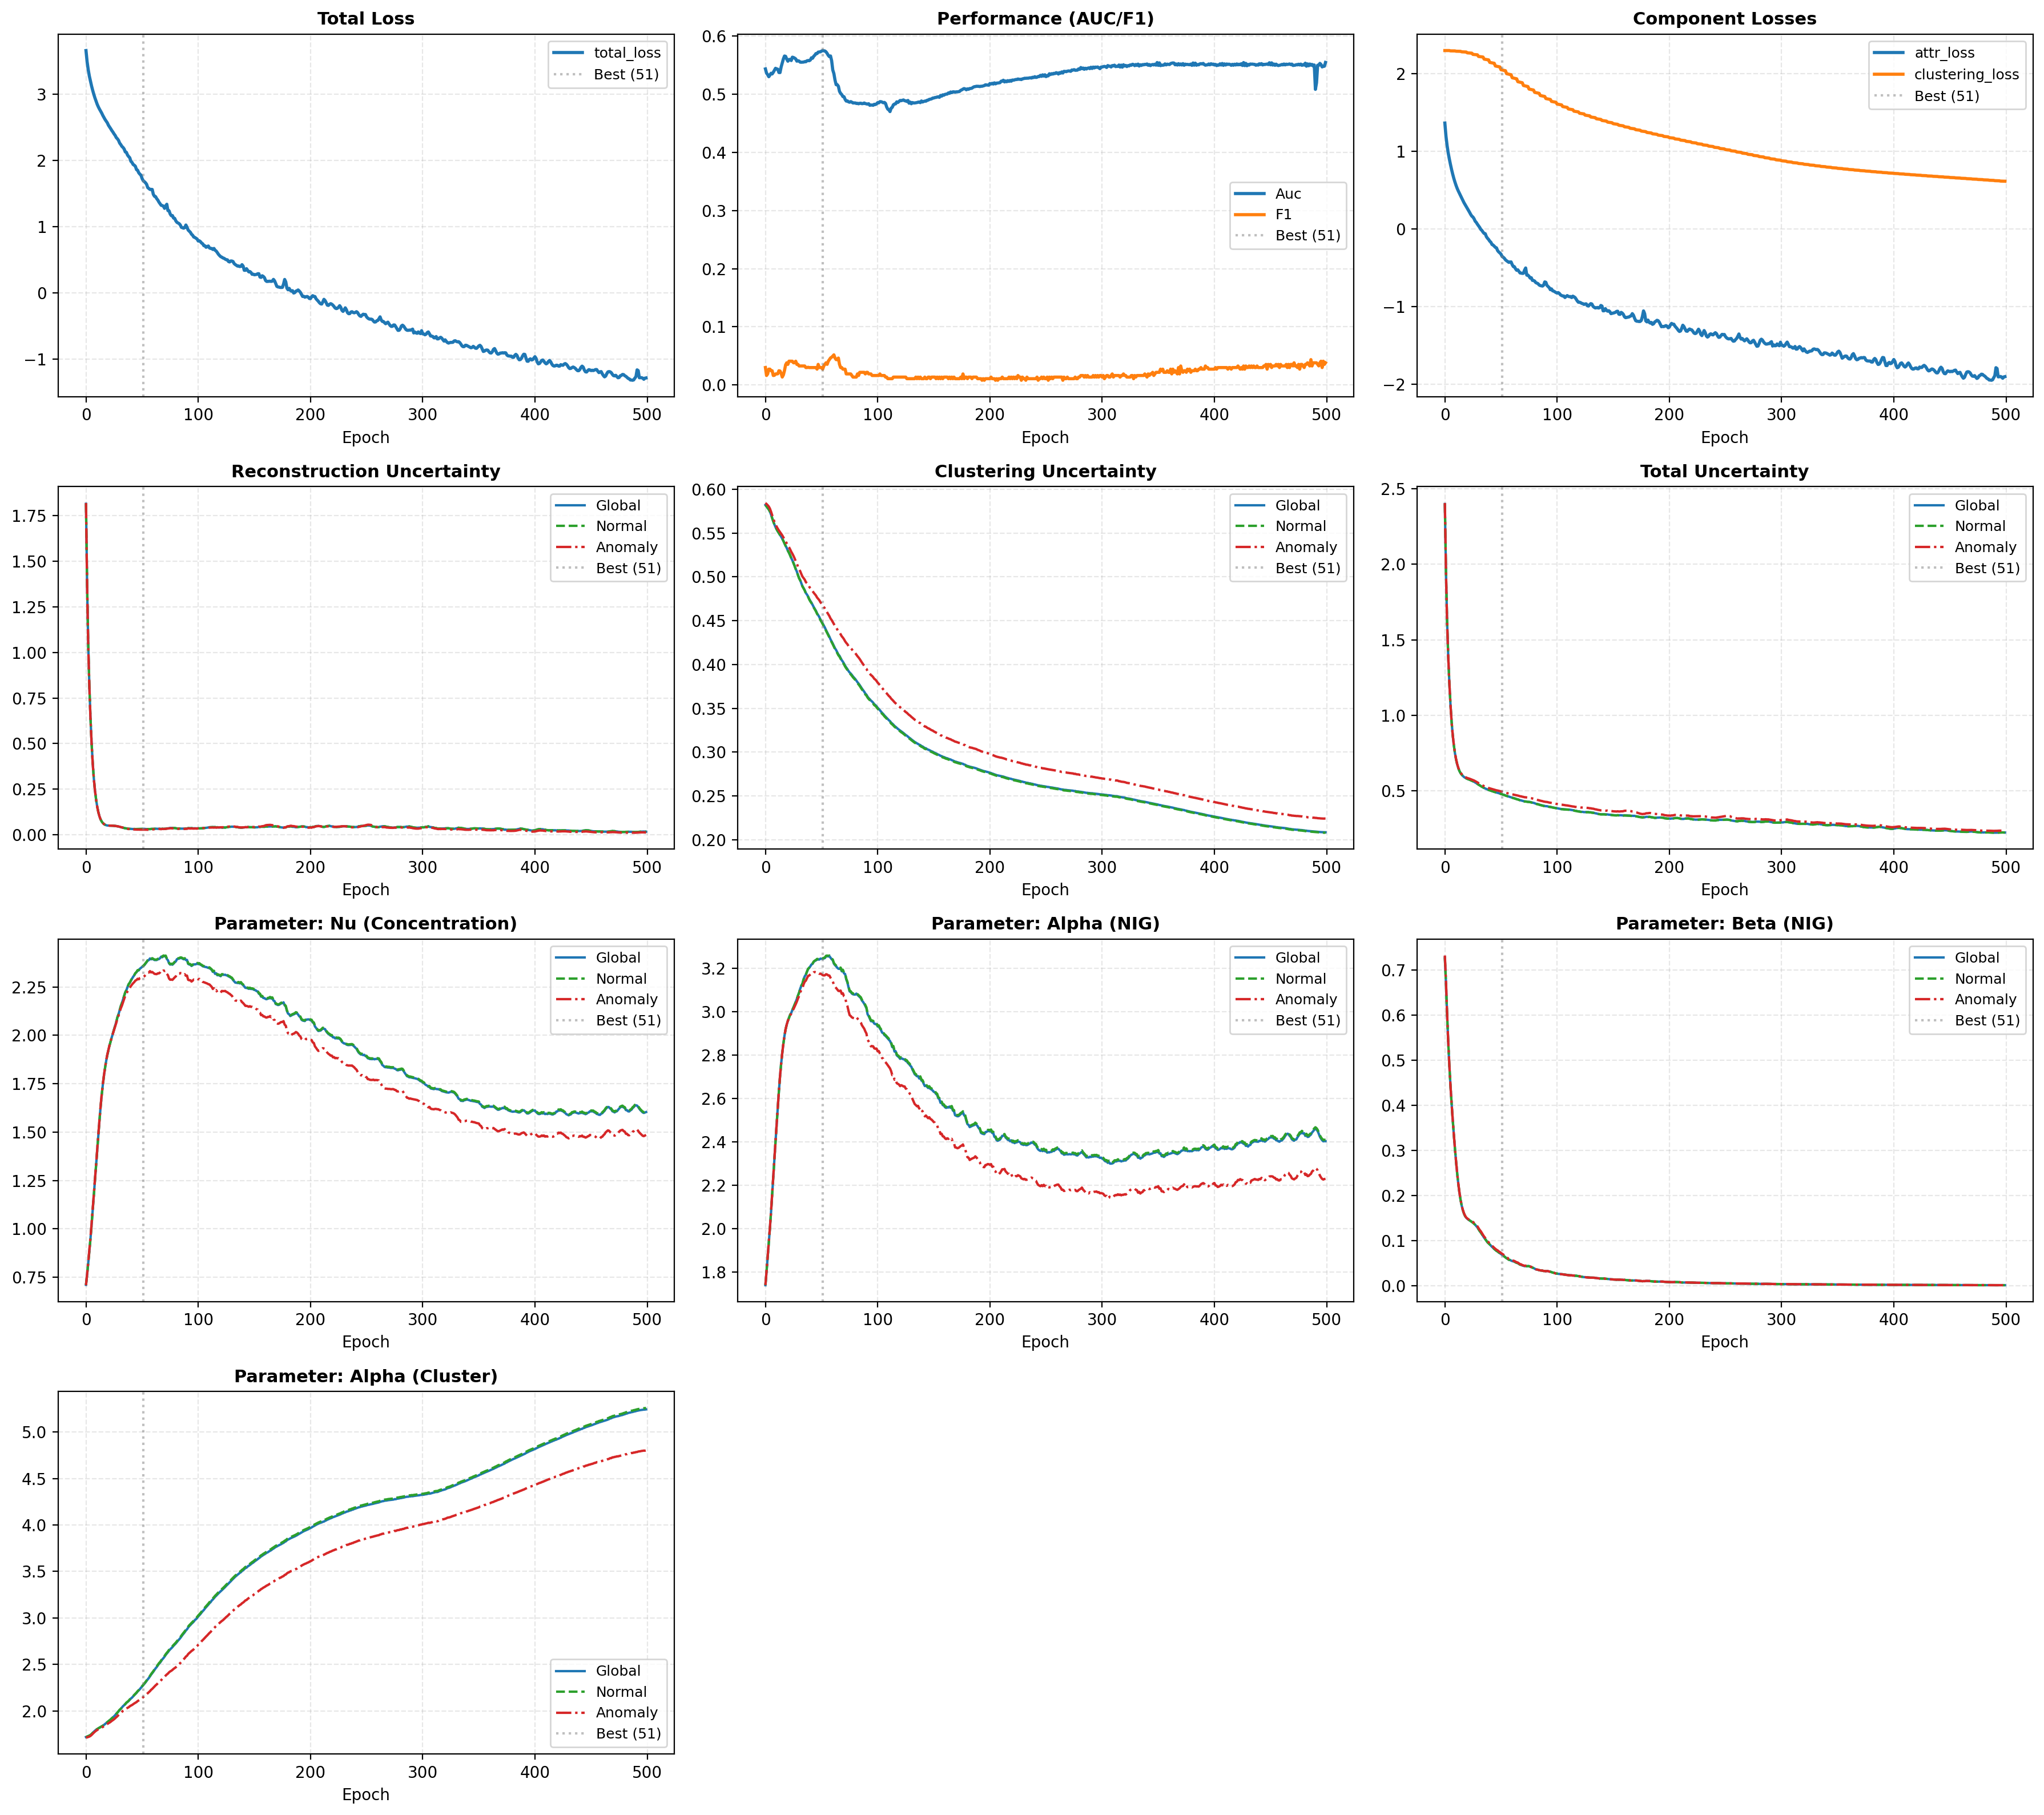 Total Loss
3
2
1
0
−1
0
100
200
300
400
500
Epoch
total_loss
Best (51)
Performance (AUC/F1)
0.6
0.5
0.4
0.3
0.2
0.1
0.0
0
100
200
300
400
500
Epoch
Auc
F1
Best (51)
Component Losses
2
1
0
−1
−2
0
100
200
300
400
500
Epoch
attr_loss
clustering_loss
Best (51)
Reconstruction Uncertainty
1.75
1.50
1.25
1.00
0.75
0.50
0.25
0.00
0
100
200
300
400
500
Epoch
Global
Normal
Anomaly
Best (51)
Clustering Uncertainty
0.60
0.55
0.50
0.45
0.40
0.35
0.30
0.25
0.20
0
100
200
300
400
500
Epoch
Global
Normal
Anomaly
Best (51)
Total Uncertainty
2.5
2.0
1.5
1.0
0.5
0
100
200
300
400
500
Epoch
Global
Normal
Anomaly
Best (51)
Parameter: Nu (Concentration)
2.25
2.00
1.75
1.50
1.25
1.00
0.75
0
100
200
300
400
500
Epoch
Global
Normal
Anomaly
Best (51)
Parameter: Alpha (NIG)
3.2
3.0
2.8
2.6
2.4
2.2
2.0
1.8
0
100
200
300
400
500
Epoch
Global
Normal
Anomaly
Best (51)
Parameter: Beta (NIG)
0.7
0.6
0.5
0.4
0.3
0.2
0.1
0.0
0
100
200
300
400
500
Epoch
Global
Normal
Anomaly
Best (51)
Parameter: Alpha (Cluster)
5.0
4.5
4.0
3.5
3.0
2.5
2.0
0
100
200
300
400
500
Epoch
Global
Normal
Anomaly
Best (51)